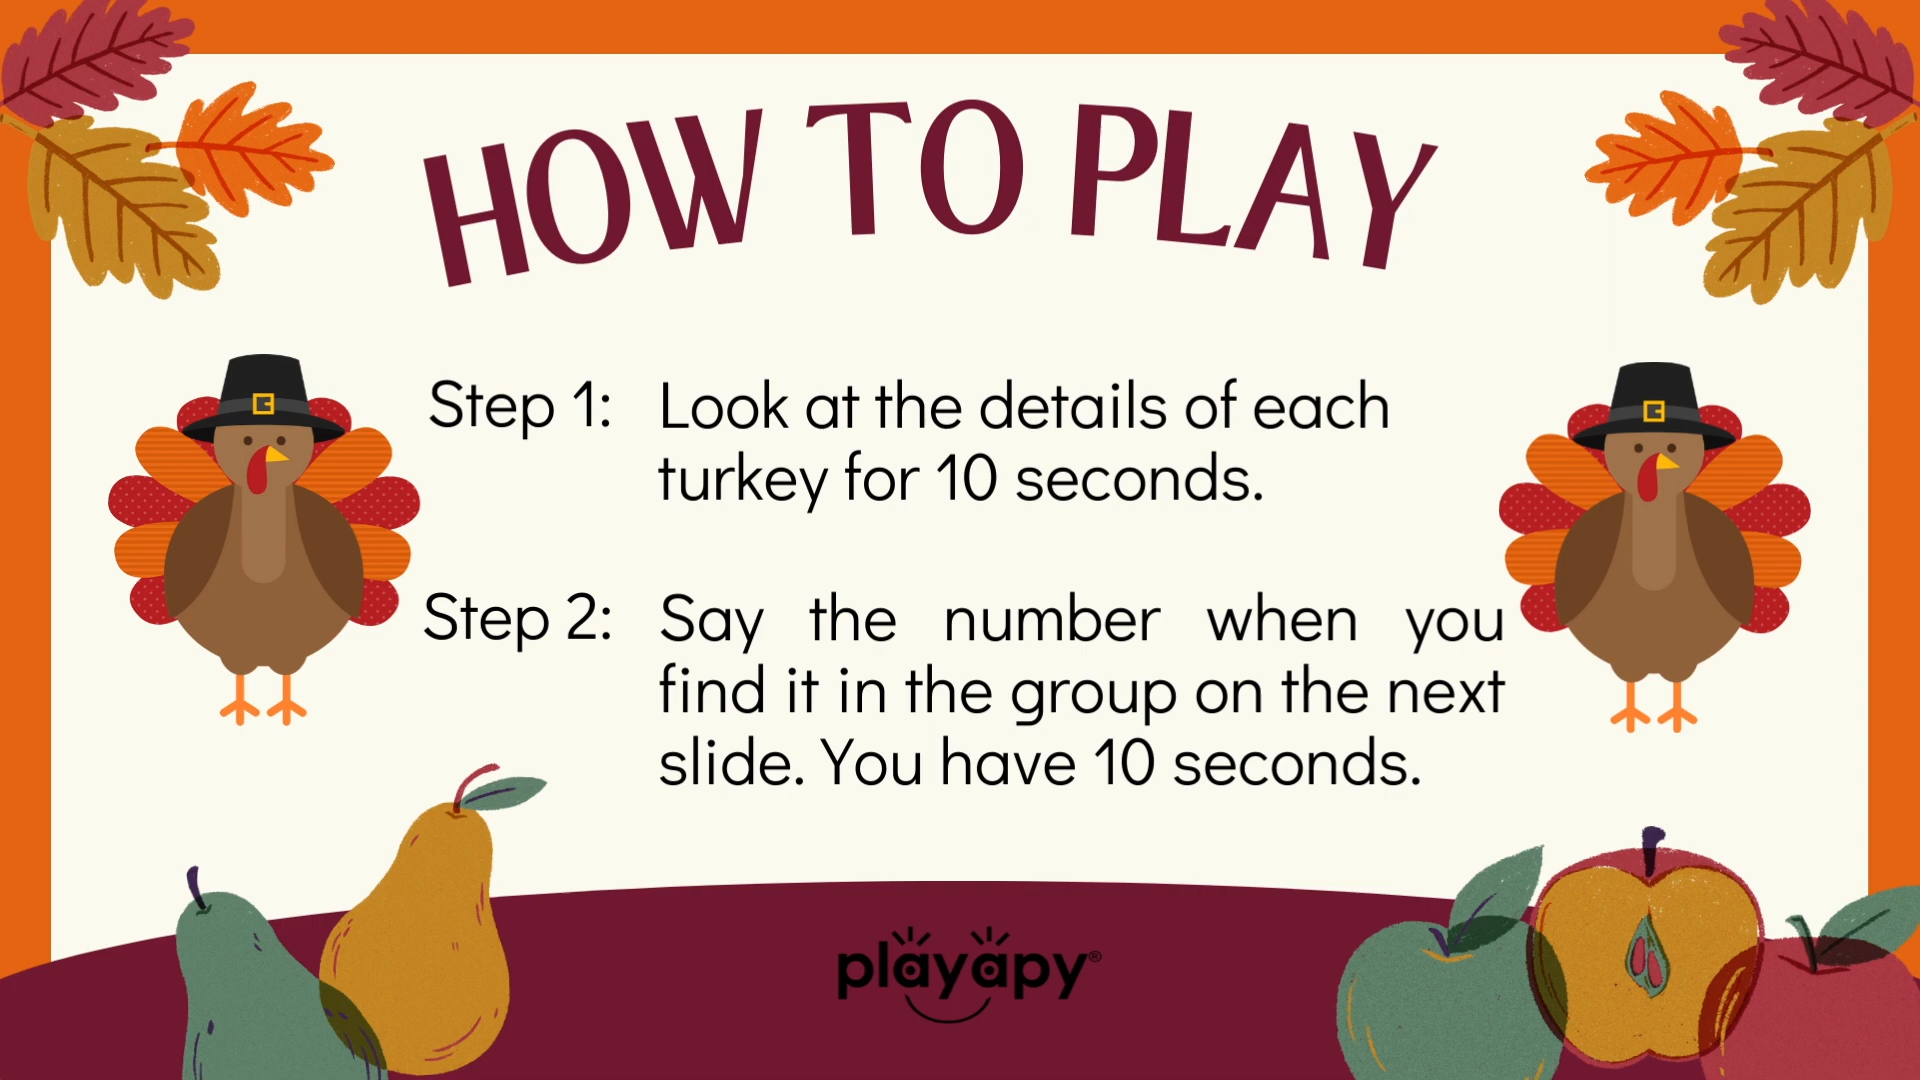 HOW TO PLAY
Step 1: Look at the details of each
turkey for 10 seconds.
Step 2: Say the number when you
find it in the group on the next
slide. You have 10 seconds.
playapy®